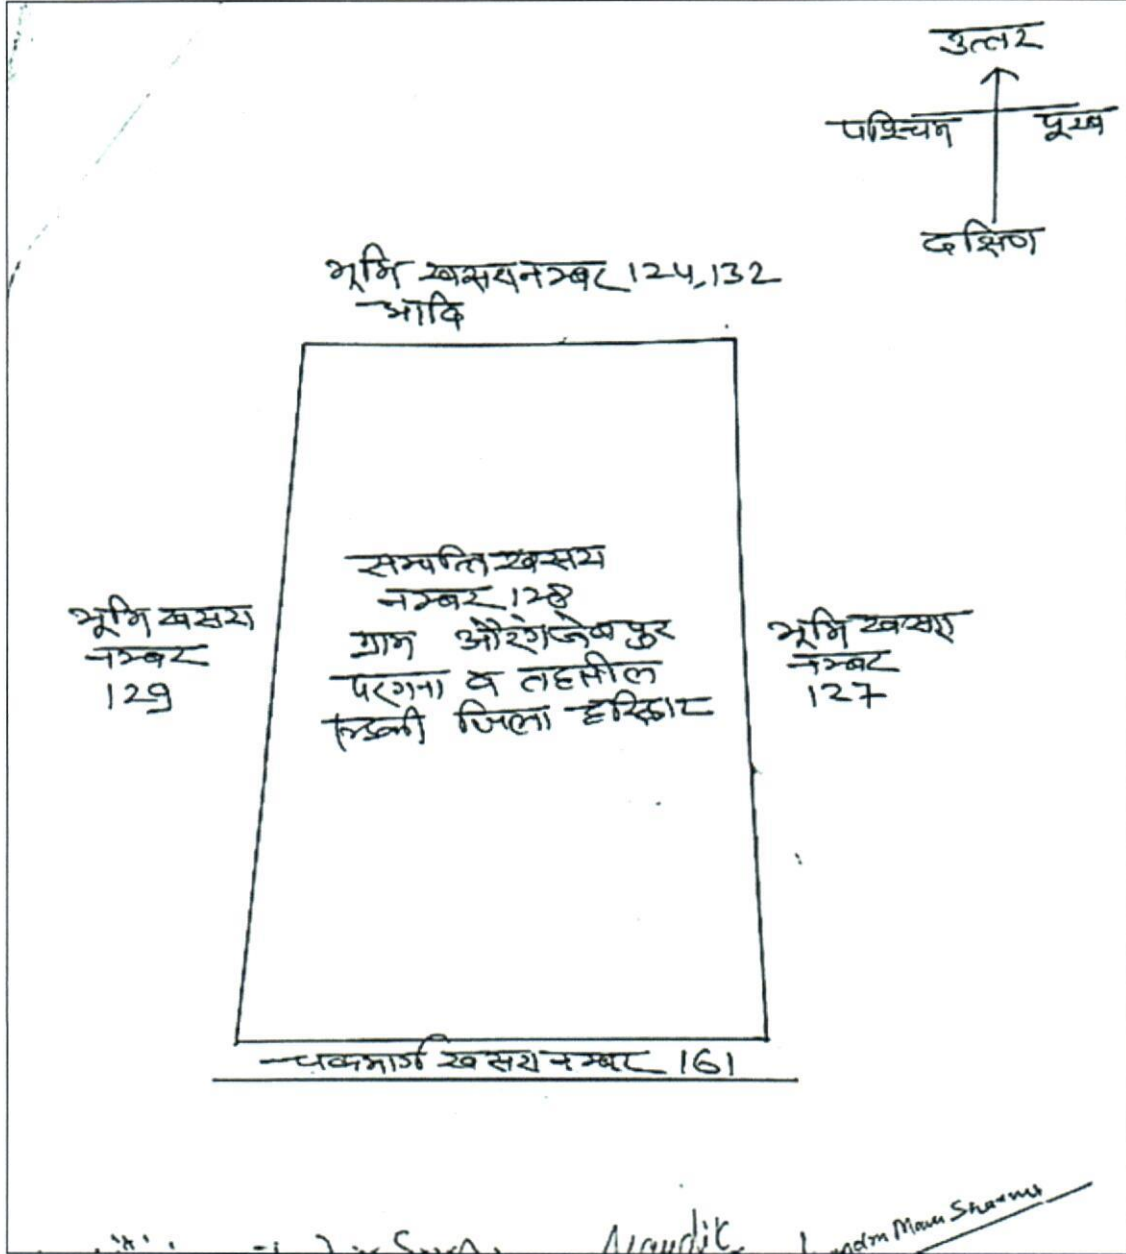 उत्तर
पश्चिम पूरब
दक्षिण
भूमि खसरा नम्बर 124, 132
आदि
सम्पत्ति खसरा
नम्बर 128
ग्राम औरंगजेबपुर
परगना व तहसील
रूड़की जिला हरिद्वार
भूमि खसरा
नम्बर
129
भूमि खसरा
नम्बर
127
चकमार्ग खसरा नम्बर 161
Sharma